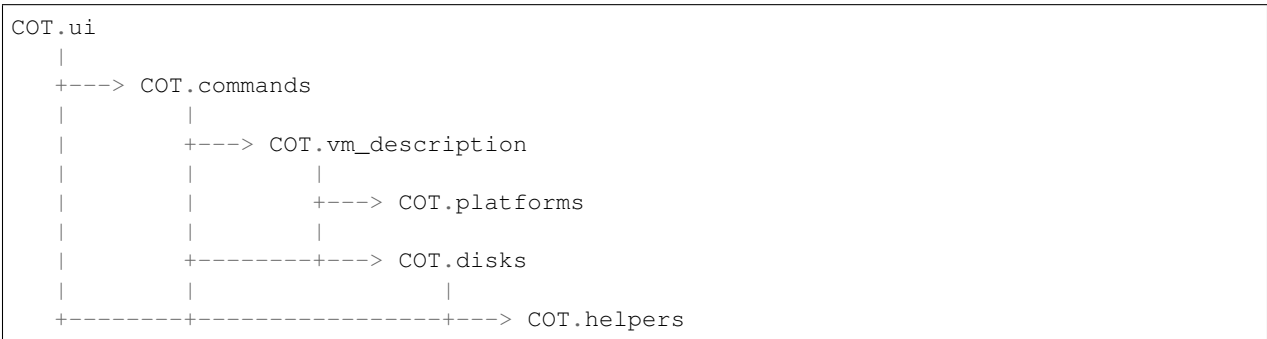 COT.ui
   |
   +---> COT.commands
   |         |
   |         +---> COT.vm_description
   |         |         |
   |         |         +---> COT.platforms
   |         |         |
   |         +---------+---> COT.disks
   |         |                   |
   +---------+-------------------+---> COT.helpers